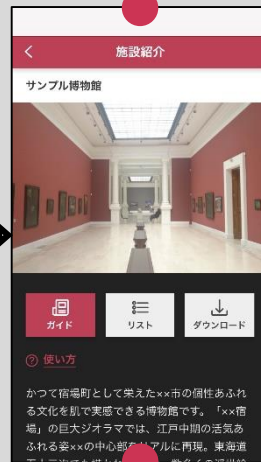 施設紹介
サンプル博物館
ガイド
リスト
ダウンロード
使い方
かつて宿場町として栄えた××市の個性あふれ
る文化を肌で実感できる博物館です。「××宿
場」の巨大ジオラマでは、江戸中期の活気あ
ふれる姿××の中心部を リアルに再現。東海道